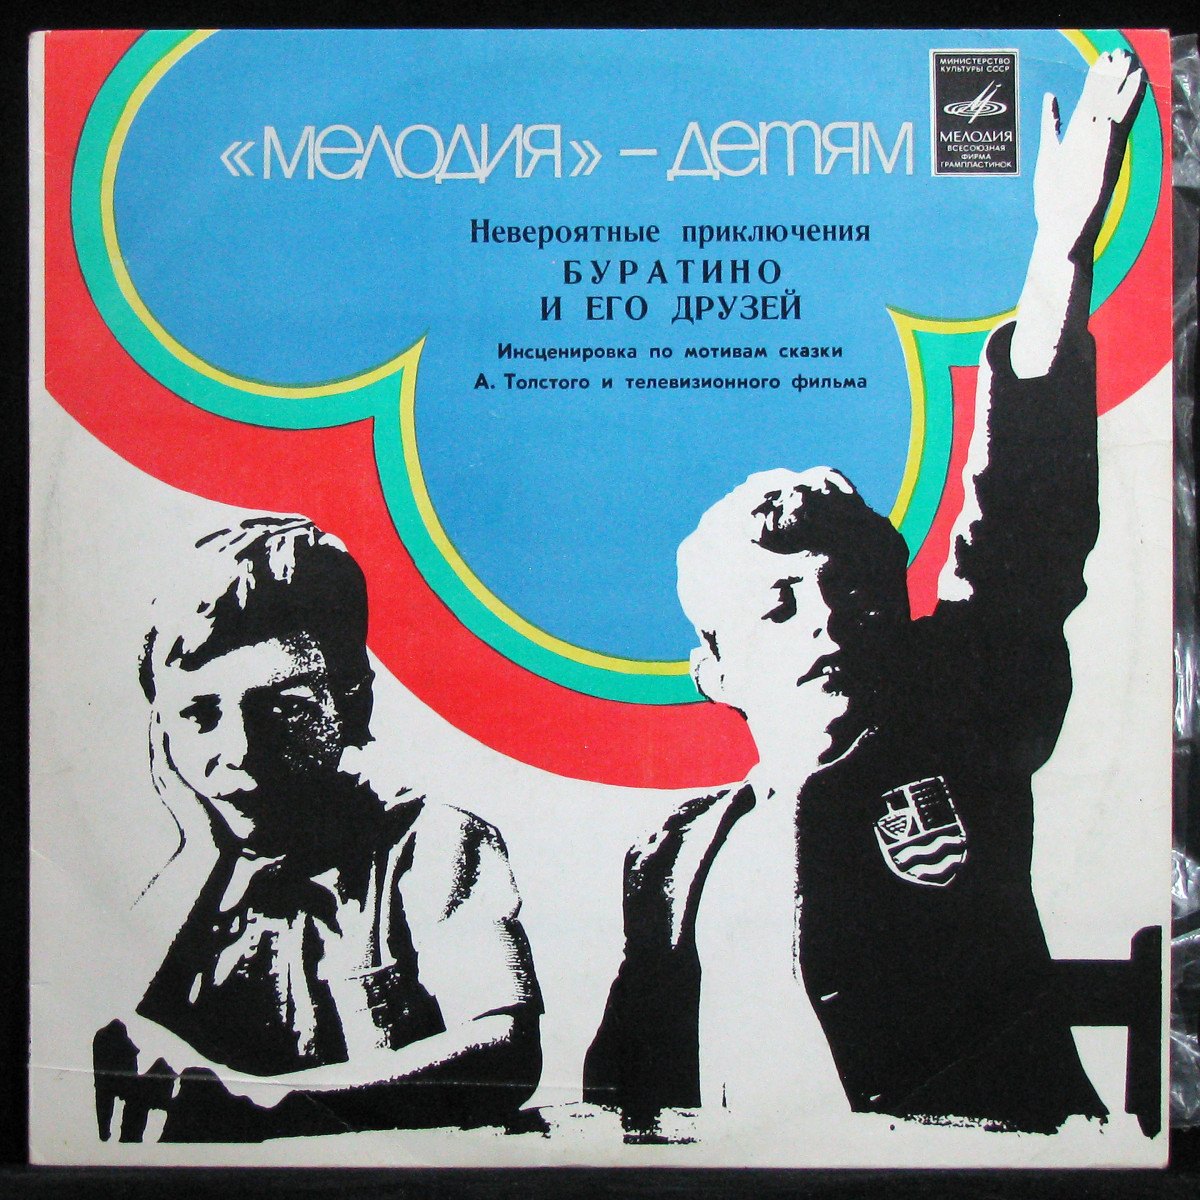 МИНИСТЕРСТВО
КУЛЬТУРЫ СССР
МЕЛОДИЯ
ВСЕСОЮЗНАЯ
ФИРМА
ГРАМПЛАСТИНОК
«мелодия» – детям
Невероятные приключения
БУРАТИНО
И ЕГО ДРУЗЕЙ
Инсценировка по мотивам сказки
А. Толстого и телевизионного фильма